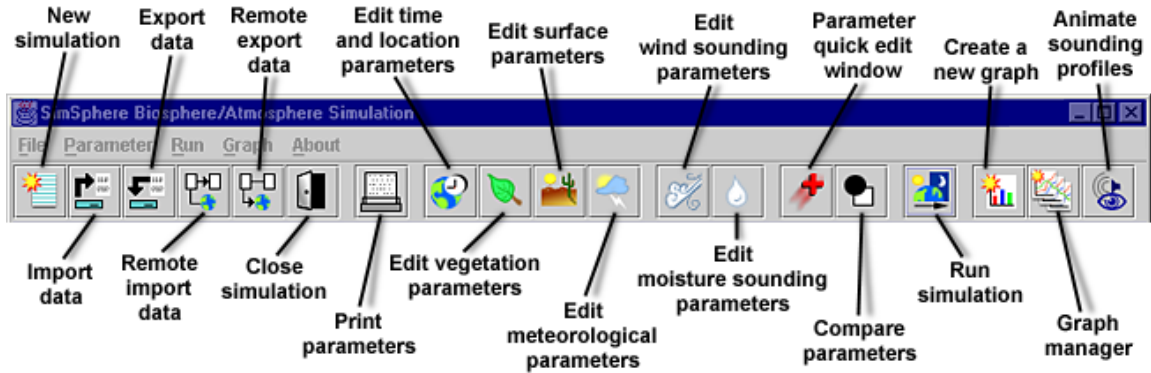 New
simulation
Export
data
Remote
export
data
Edit time
and location
parameters
Edit surface
parameters
Edit
wind sounding
parameters
Parameter
quick edit
window
Create a
new graph
Animate
sounding
profiles
SimSphere Biosphere/Atmosphere Simulation
File Parameter Run Graph About
Import
data
Remote
import
data
Close
simulation
Print
parameters
Edit vegetation
parameters
Edit
meteorological
parameters
Edit
moisture sounding
parameters
Compare
parameters
Run
simulation
Graph
manager